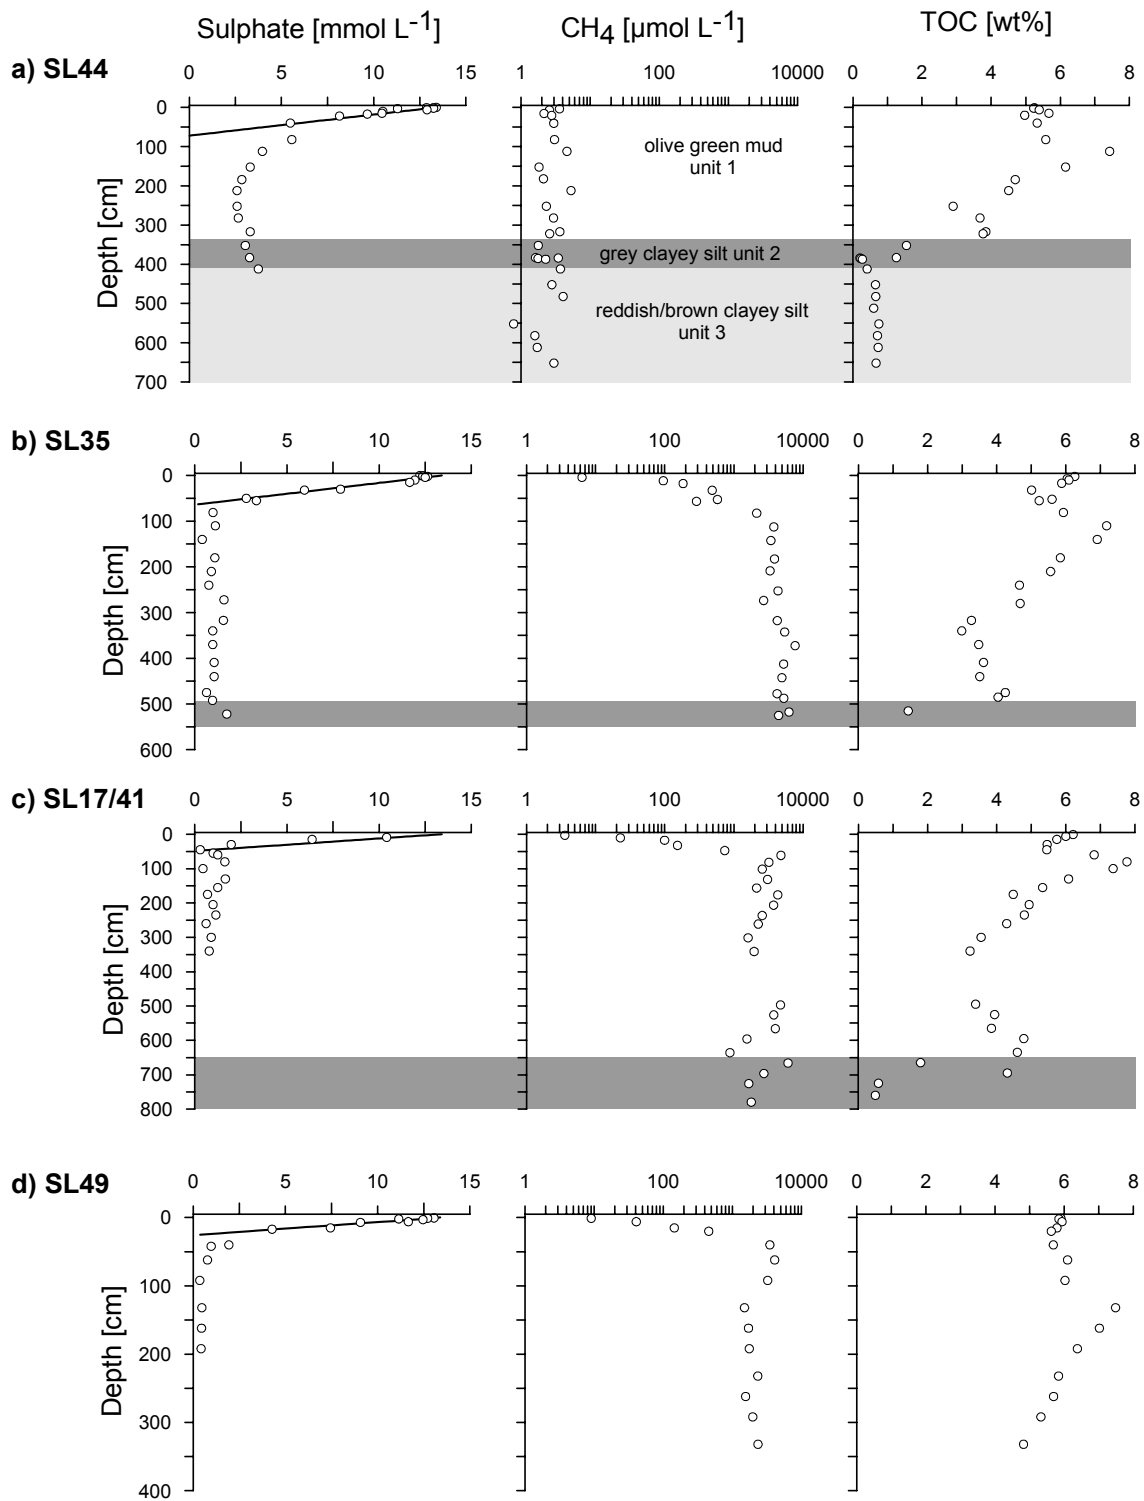 Sulphate [mmol L-1] CH4 [µmol L-1] TOC [wt%]
a) SL44
0 5 10 15 1 100 10000 0 2 4 6 8
0
100
200
300
400
500
600
700
Depth [cm]
olive green mud
unit 1
grey clayey silt unit 2
reddish/brown clayey silt
unit 3
b) SL35
0 5 10 15 1 100 10000 0 2 4 6 8
0
100
200
300
400
500
600
Depth [cm]
c) SL17/41
0 5 10 15 1 100 10000 0 2 4 6 8
0
100
200
300
400
500
600
700
800
Depth [cm]
d) SL49
0 5 10 15 1 100 10000 0 2 4 6 8
0
100
200
300
400
Depth [cm]